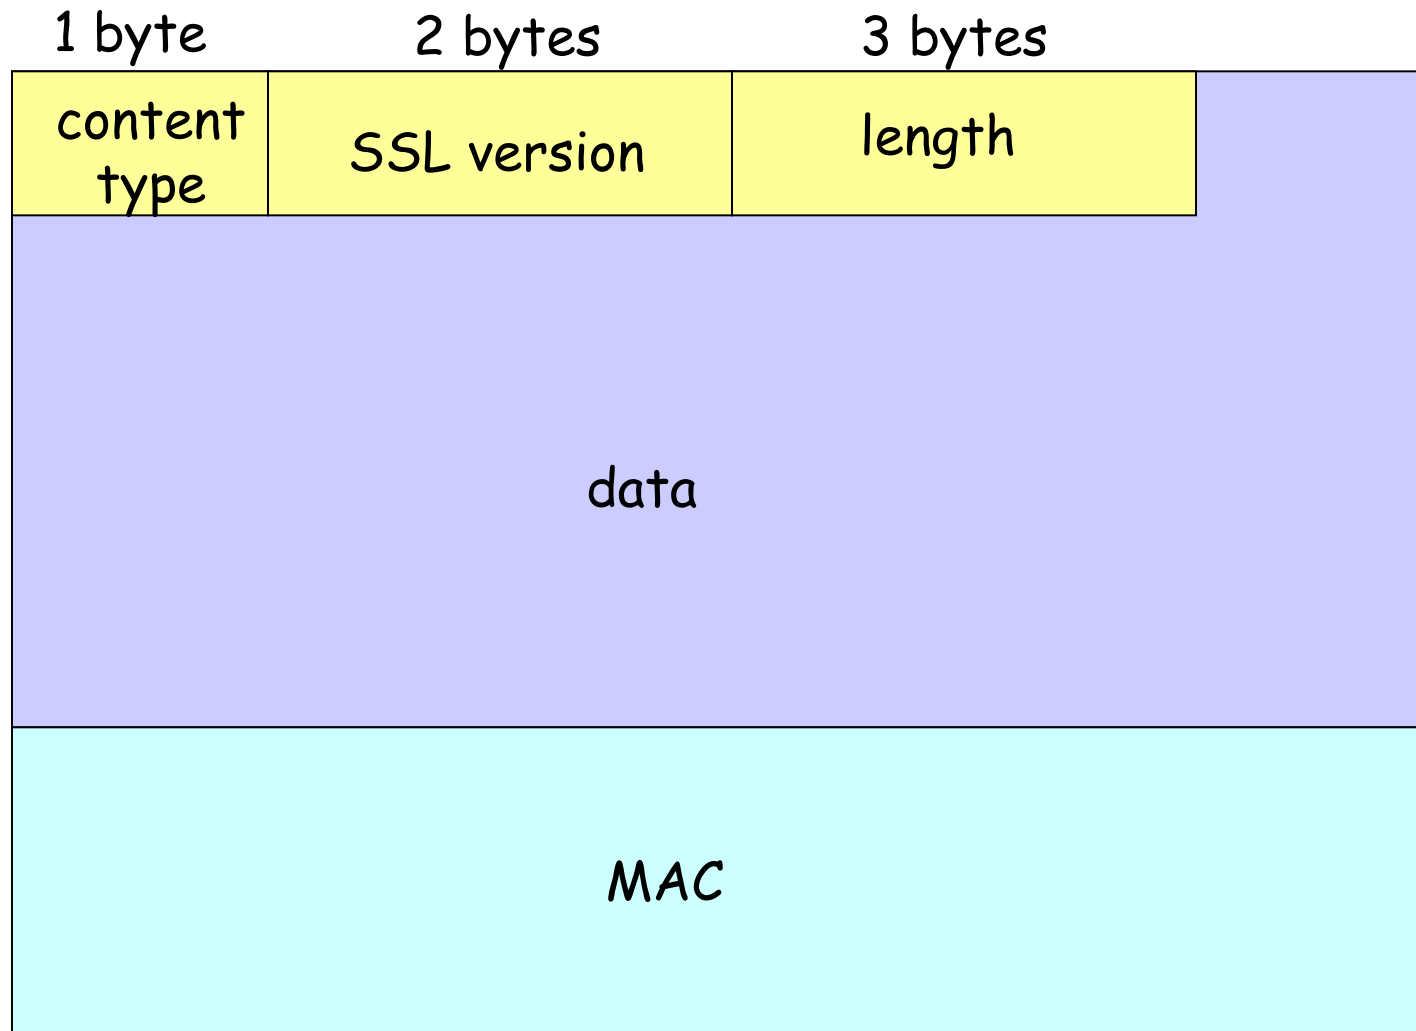 1 byte
2 bytes
3 bytes
content
type
SSL version
length
data
MAC